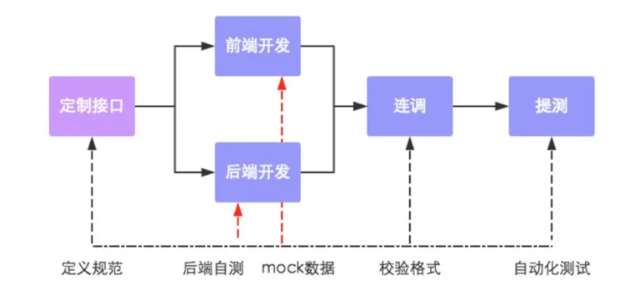 前端开发
定制接口
连调
提测
后端开发
定义规范
后端自测
mock数据
校验格式
自动化测试